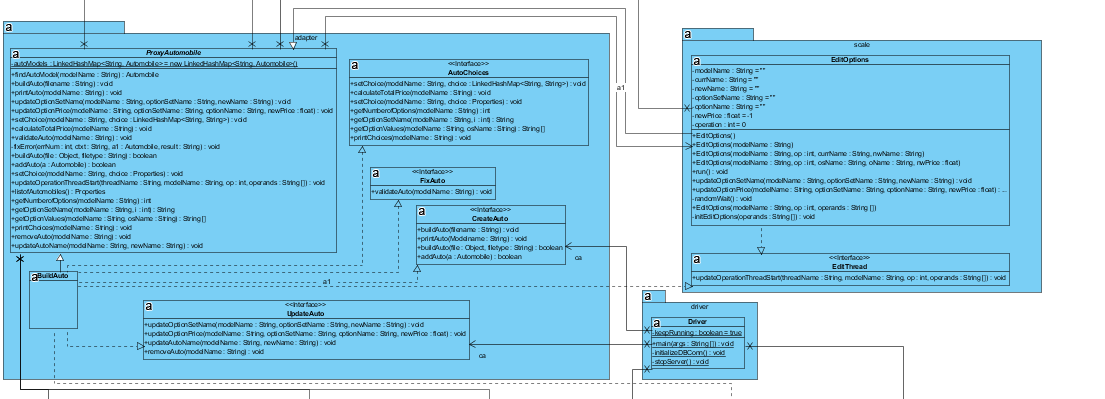 a
adapter
a
ProxyAutomobile
-autoModels : LinkedHashMap<String, Automobile> = new LinkedHashMap<String, Automobile>()
+findAutoModel(modelName : String) : Automobile
+buildAuto(filename : String) : void
+printAuto(modelName : String) : void
+updateOptionSetName(modelName : String, optionSetName : String, newName : String) : void
+updateOptionPrice(modelName : String, optionSetName : String, optionName : String, newPrice : float) : void
+setChoice(modelName : String, choice : LinkedHashMap<String, String>) : void
+calculateTotalPrice(modelName : String) : void
+validateAuto(modelName : String) : void
-fixError(errNum : int, ctxt : String, a1 : Automobile, result : String) : void
+buildAuto(file : Object, filetype : String) : boolean
+addAuto(a : Automobile) : boolean
+setChoice(modelName : String, choice : Properties) : void
+updateOperationThreadStart(threadName : String, modelName : String, op : int, operands : String[]) : void
+listofAutomobiles() : Properties
+getNumberofOptions(modelName : String) : int
+getOptionSetName(modelName : String, i : int) : String
+getOptionValues(modelName : String, osName : String) : String[]
+printChoices(modelName : String) : void
+removeAuto(modelName : String) : void
+updateAutoName(modelName : String, newName : String) : void
a
<<Interface>>
AutoChoices
+setChoice(modelName : String, choice : LinkedHashMap<String, String>) : void
+calculateTotalPrice(modelName : String) : void
+setChoice(modelName : String, choice : Properties) : void
+getNumberofOptions(modelName : String) : int
+getOptionSetName(modelName : String, i : int) : String
+getOptionValues(modelName : String, osName : String) : String[]
+printChoices(modelName : String) : void
a
<<Interface>>
FixAuto
+validateAuto(modelName : String) : void
a
<<Interface>>
CreateAuto
+buildAuto(filename : String) : void
+printAuto(Modelname : String) : void
+buildAuto(file : Object, filetype : String) : boolean
+addAuto(a : Automobile) : boolean
ca
a
BuildAuto
a1
a
<<Interface>>
UpdateAuto
+updateOptionSetName(modelName : String, optionSetName : String, newName : String) : void
+updateOptionPrice(modelName : String, optionSetName : String, optionName : String, newPrice : float) : void
+updateAutoName(modelName : String, newName : String) : void
+removeAuto(modelName : String) : void
ca
a1
a
scale
a
EditOptions
-modelName : String = ""
-currName : String = ""
-newName : String = ""
-optionSetName : String = ""
-optionName : String = ""
-newPrice : float = -1
-operation : int = 0
+EditOptions()
+EditOptions(modelName : String)
+EditOptions(modelName : String, op : int, currName : String, nwName : String)
+EditOptions(modelName : String, op : int, osName : String, oName : String, nwPrice : float)
+run() : void
+updateOptionSetName(modelName : String, optionSetName : String, newName : String) : void
+updateOptionPrice(modelName : String, optionSetName : String, optionName : String, newPrice : float) : ...
-randomWait() : void
+EditOptions(modelName : String, op : int, operands : String[])
-initEditOptions(operands : String[]) : void
a
<<Interface>>
EditThread
+updateOperationThreadStart(threadName : String, modelName : String, op : int, operands : String[]) : void
a
driver
a
Driver
-keepRunning : boolean = true
+main(args : String[]) : void
-initializeDBConn() : void
-stopServer() : void